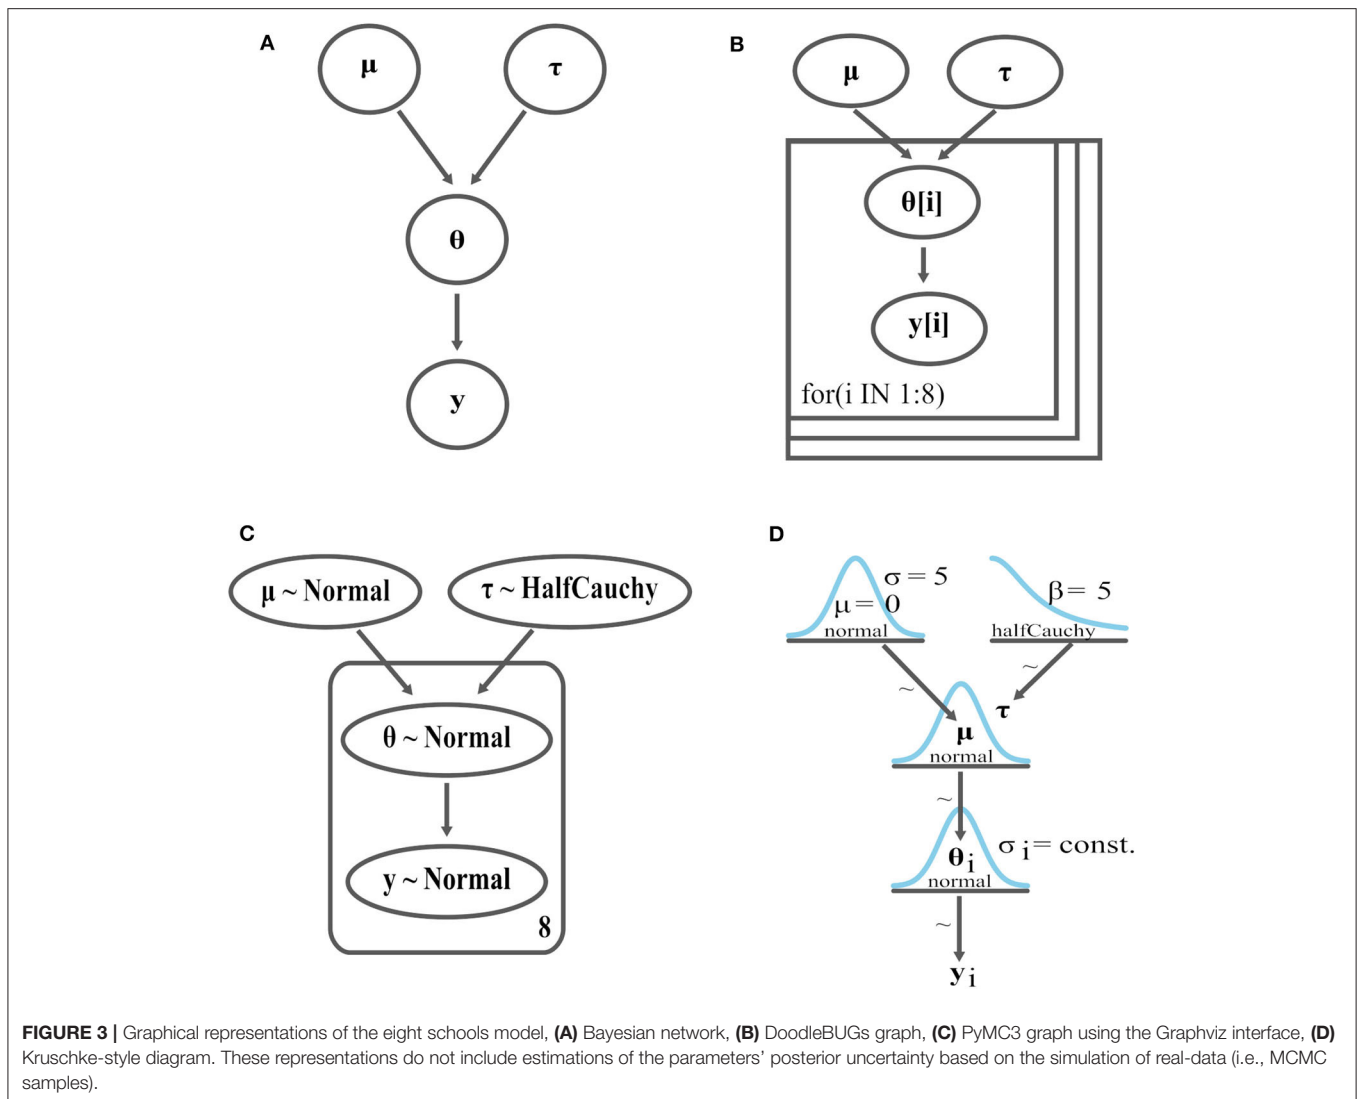 A
μ
τ
θ
y
B
μ
τ
θ[i]
y[i]
for(i IN 1:8)
C
μ ~ Normal
τ ~ HalfCauchy
θ ~ Normal
y ~ Normal
8
D
σ = 5
μ = 0
normal
β = 5
halfCauchy
~
~
τ
μ
normal
~
θi
σi = const.
normal
~
yi
FIGURE 3 | Graphical representations of the eight schools model, (A) Bayesian network, (B) DoodleBUGs graph, (C) PyMC3 graph using the Graphviz interface, (D)
Kruschke-style diagram. These representations do not include estimations of the parameters' posterior uncertainty based on the simulation of real-data (i.e., MCMC
samples).